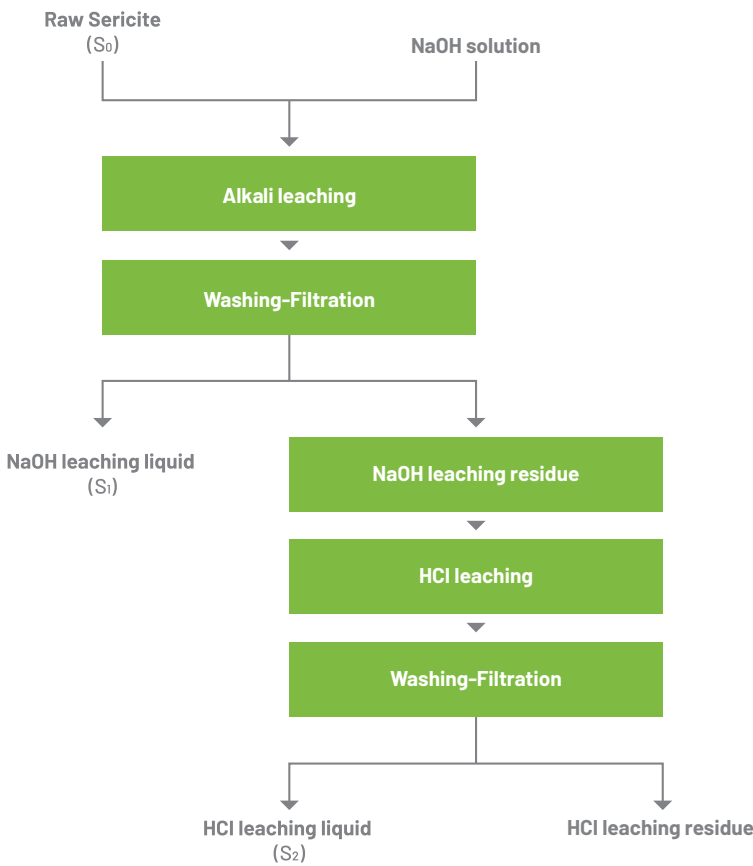 Raw Sericite
(S₀)
NaOH solution
Alkali leaching
Washing-Filtration
NaOH leaching liquid
(S₁)
NaOH leaching residue
HCl leaching
Washing-Filtration
HCl leaching liquid
(S₂)
HCl leaching residue